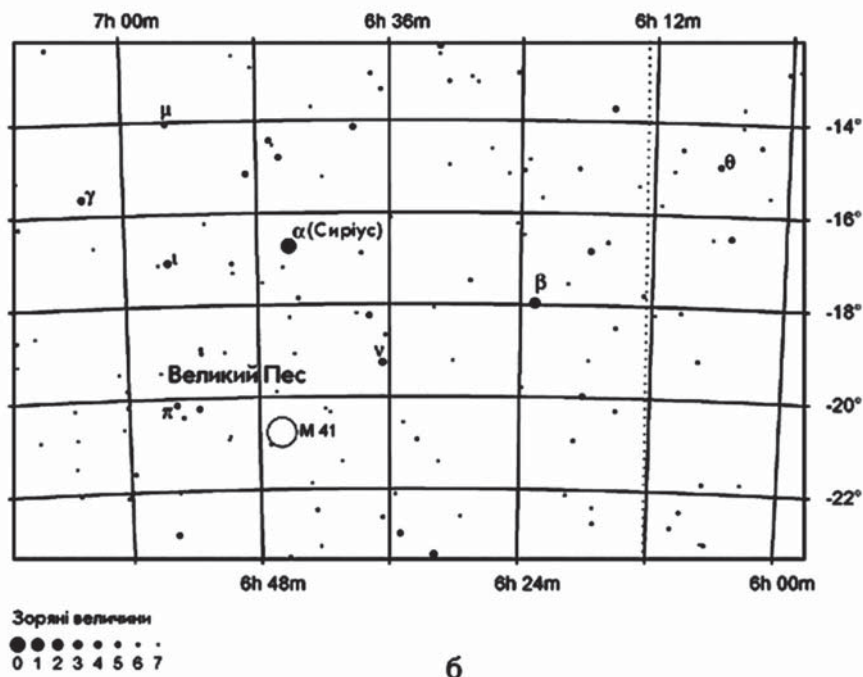 7h 00m 6h 36m 6h 12m
μ
-14°
θ
γ
-16°
α(Сиріус)
ι
β
-18°
ν
Великий Пес
-20°
π
М 41
-22°
6h 48m 6h 24m 6h 00m
Зоряні величини
0 1 2 3 4 5 6 7
б